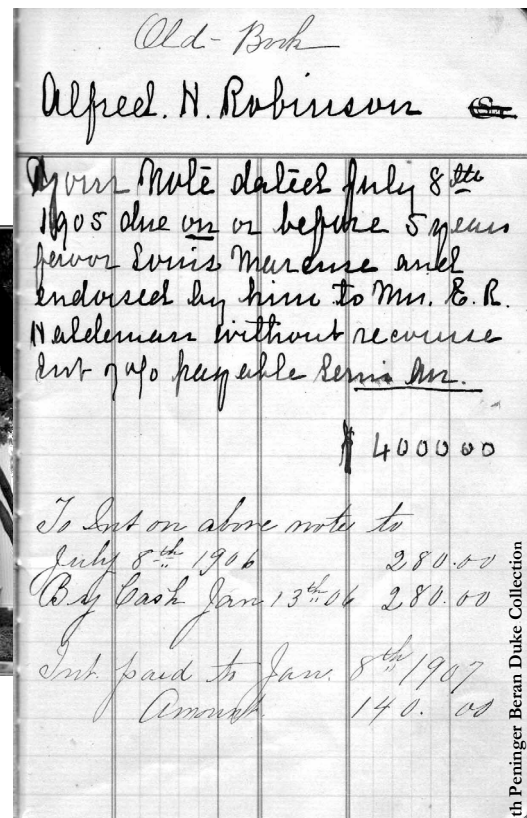 Old-Book
Alfred. H. Robinson
Your Note dated July 8th
1905 due on or before 5 years
favor Louis Marcuse and
endorsed by him to Mrs. E. R.
Haldeman without recourse
Int 7% payable Semi An.
$ 4000 00
To Int on above note to
July 8th 1906 280.00
By Cash Jan 13th 06 280.00
Int. paid to Jan. 8th 1907
Amount 140. 00
th Peninger Beran Duke Collection